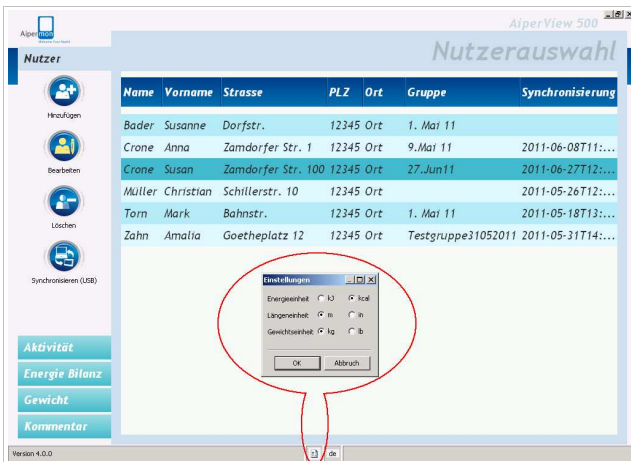 AiperView 500
Aipermon
Nutzerauswahl
Nutzer
Hinzufügen
Bearbeiten
Löschen
Synchronisieren (USB)
Aktivität
Energie Bilanz
Gewicht
Kommentar
Name Vorname Strasse PLZ Ort Gruppe Synchronisierung
Bader Susanne Dorfstr. 12345 Ort 1. Mai 11
Crone Anna Zamdorfer Str. 1 12345 Ort 9.Mai 11 2011-06-08T11:...
Crone Susan Zamdorfer Str. 100 12345 Ort 27.Jun11 2011-06-27T12:...
Müller Christian Schillerstr. 10 12345 Ort 2011-05-26T12:...
Torn Mark Bahnstr. 12345 Ort 1. Mai 11 2011-05-18T13:...
Zahn Amalia Goetheplatz 12 12345 Ort Testgruppe31052011 2011-05-31T14:...
Einstellungen
Energieeinheit kJ kcal
Längeneinheit m in
Gewichtseinheit kg lb
OK Abbruch
Version 4.0.0 de